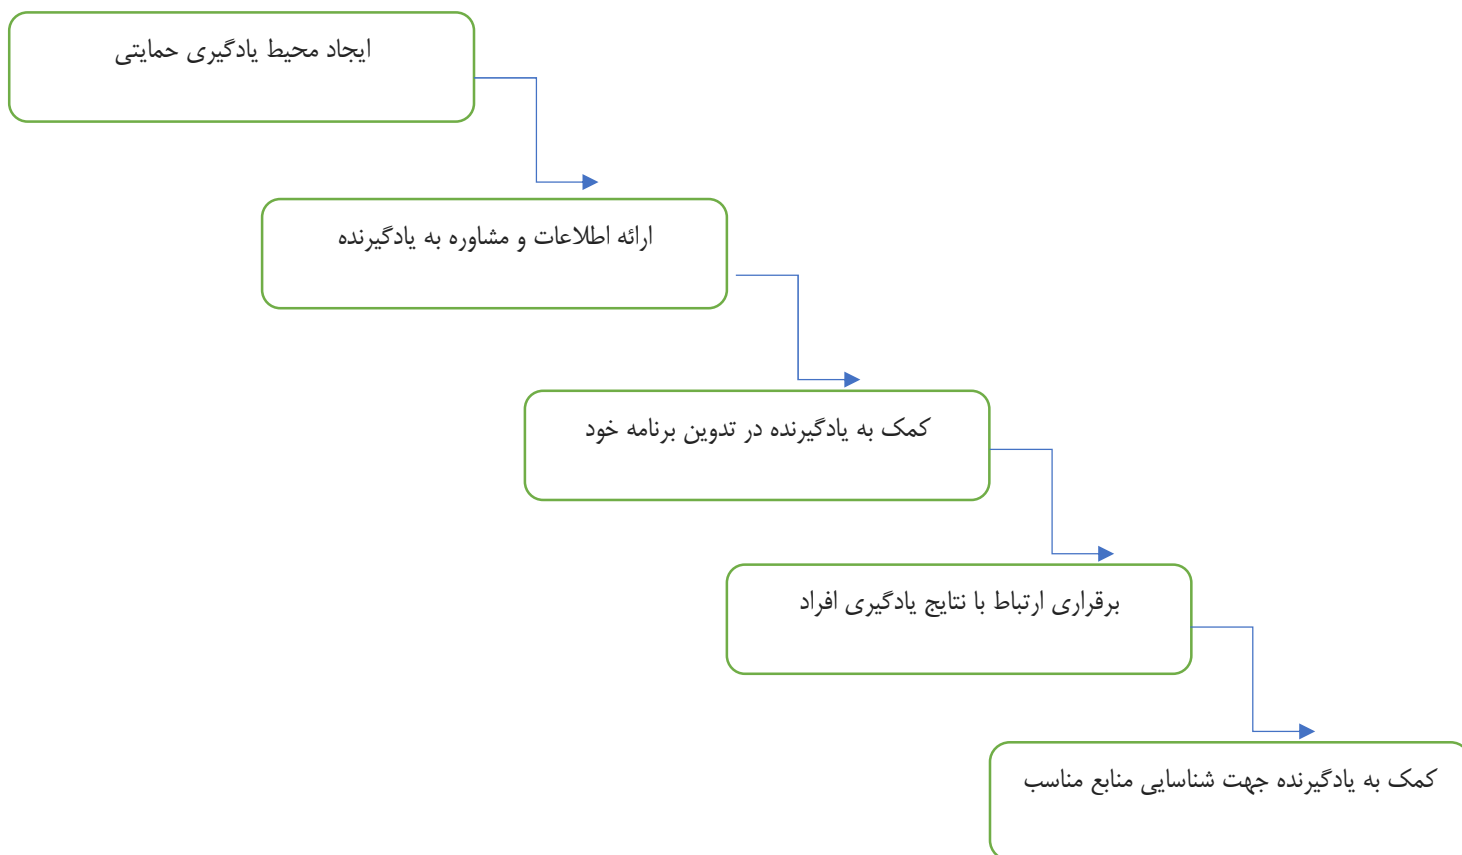 ایجاد محیط یادگیری حمایتی
ارائه اطلاعات و مشاوره به یادگیرنده
کمک به یادگیرنده در تدوین برنامه خود
برقراری ارتباط با نتایج یادگیری افراد
کمک به یادگیرنده جهت شناسایی منابع مناسب